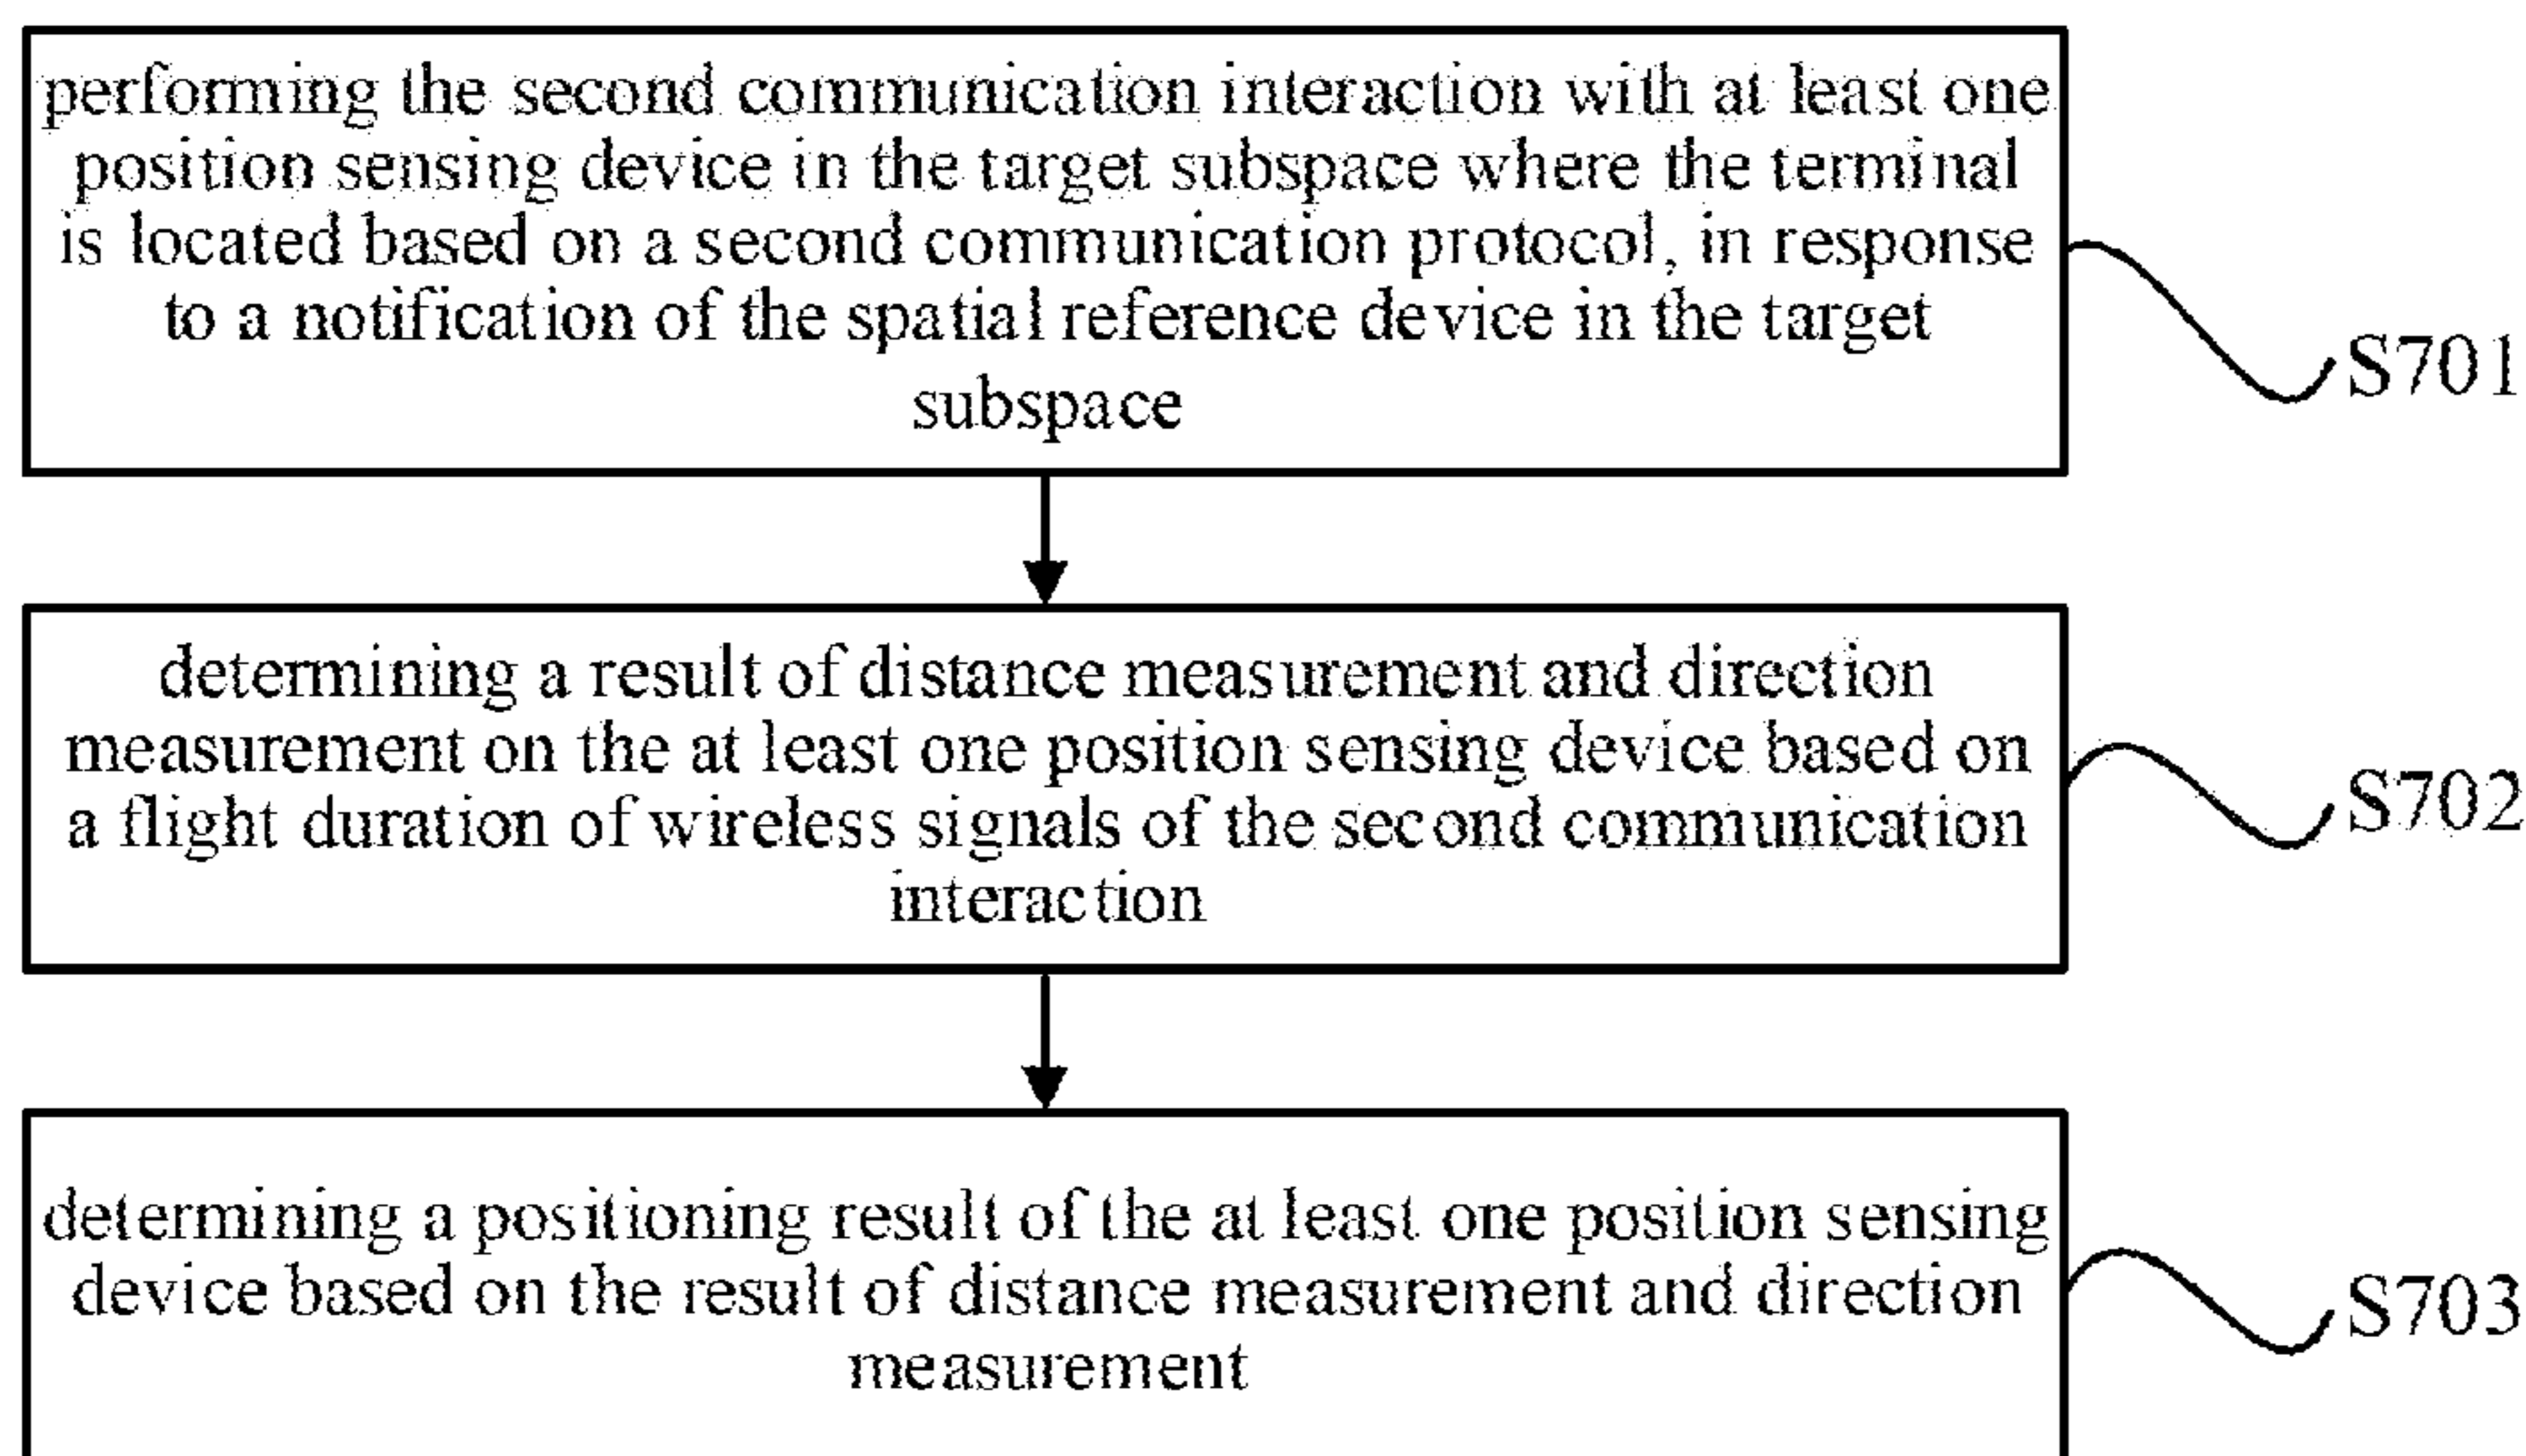 performing the second communication interaction with at least one
position sensing device in the target subspace where the terminal
is located based on a second communication protocol, in response
to a notification of the spatial reference device in the target
subspace
S701
determining a result of distance measurement and direction
measurement on the at least one position sensing device based on
a flight duration of wireless signals of the second communication
interaction
S702
determining a positioning result of the at least one position sensing
device based on the result of distance measurement and direction
measurement
S703